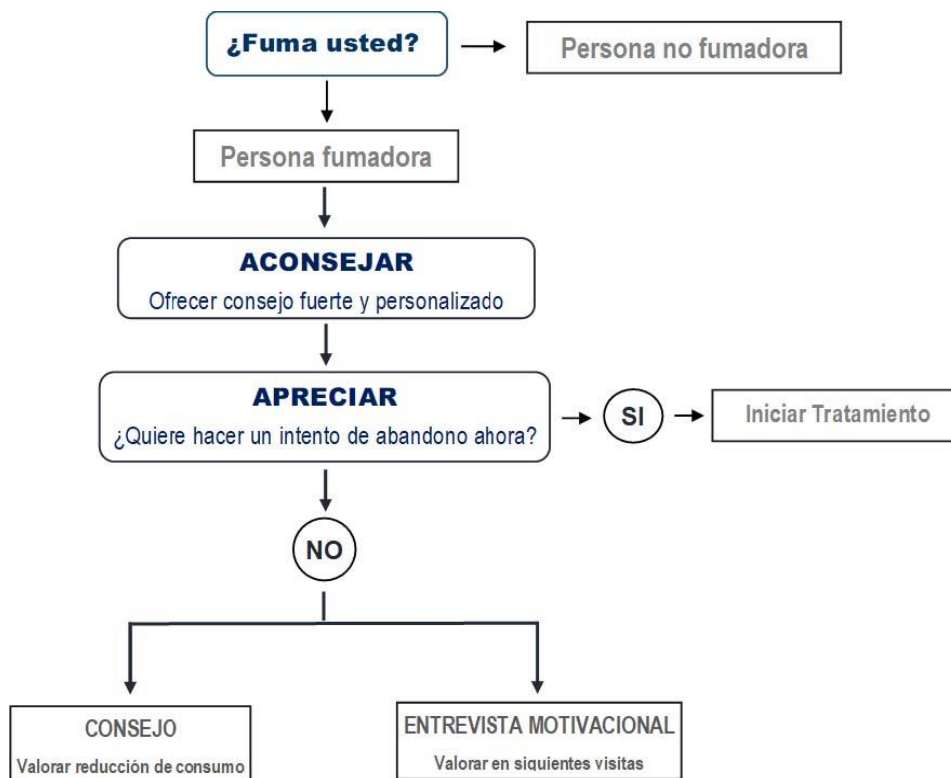 ¿Fuma usted?
Persona no fumadora
Persona fumadora
ACONSEJAR
Ofrecer consejo fuerte y personalizado
APRECIAR
¿Quiere hacer un intento de abandono ahora?
SI
Iniciar Tratamiento
NO
CONSEJO
Valorar reducción de consumo
ENTREVISTA MOTIVACIONAL
Valorar en siguientes visitas